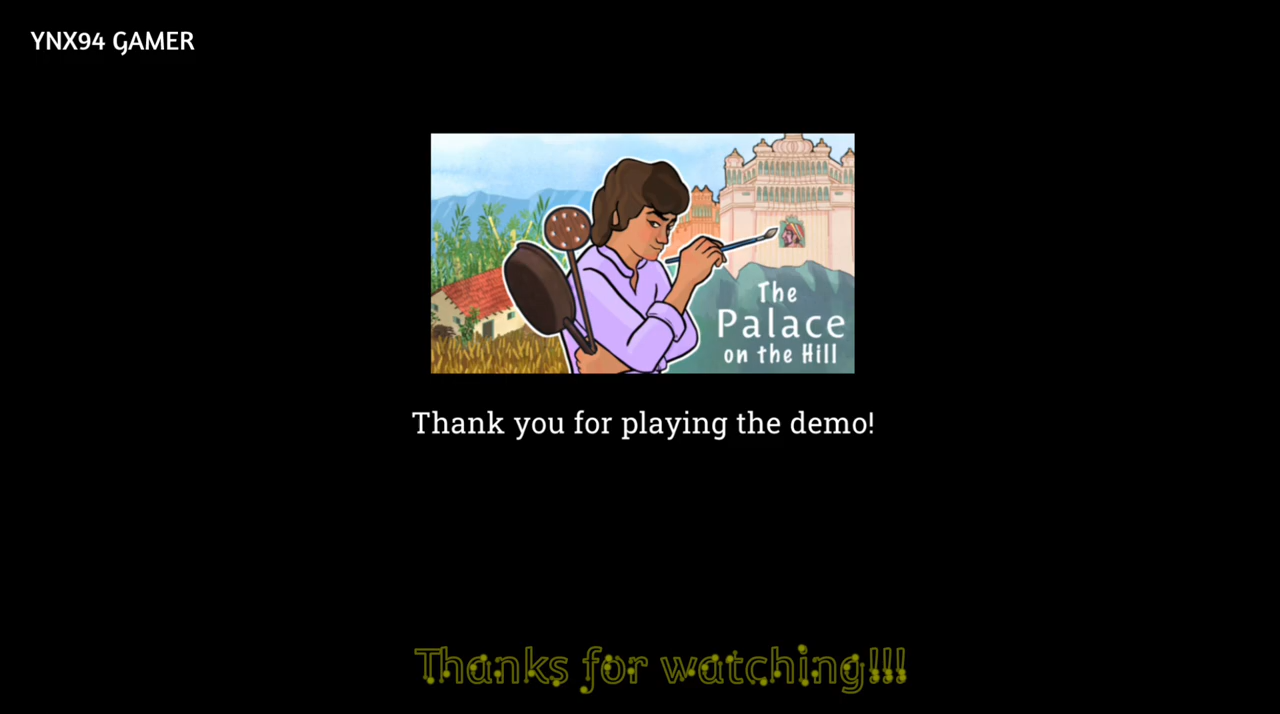 YNX94 GAMER
The
Palace
on the Hill
Thank you for playing the demo!
Thanks for watching!!!